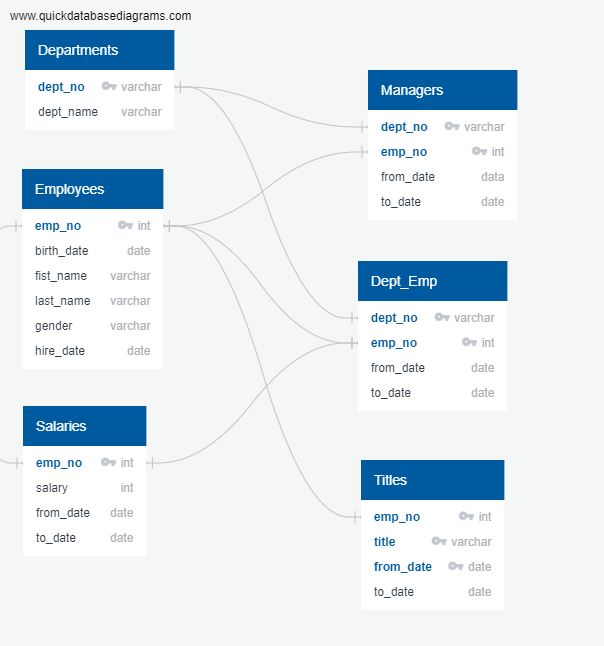 www.quickdatabasediagrams.com
Departments
dept_no varchar
dept_name varchar
Employees
emp_no int
birth_date date
fist_name varchar
last_name varchar
gender varchar
hire_date date
Salaries
emp_no int
salary int
from_date date
to_date date
Managers
dept_no varchar
emp_no int
from_date data
to_date date
Dept_Emp
dept_no varchar
emp_no int
from_date date
to_date date
Titles
emp_no int
title varchar
from_date date
to_date date